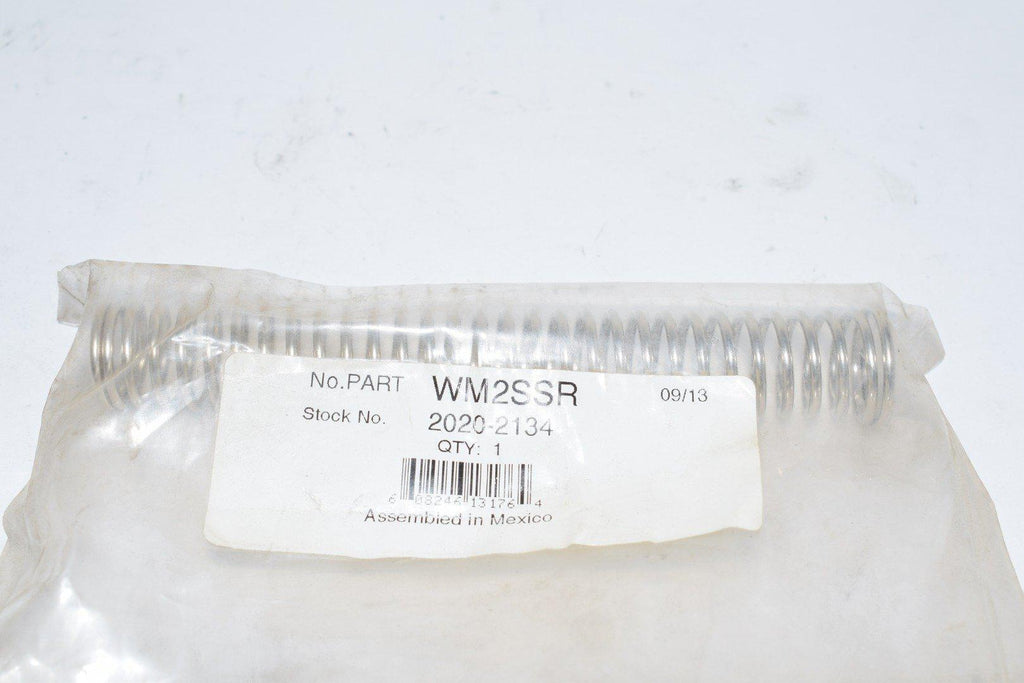 No.PART WM2SSR 09/13
Stock No. 2020-2134
QTY: 1
6 08246 13176 4
Assembled in Mexico